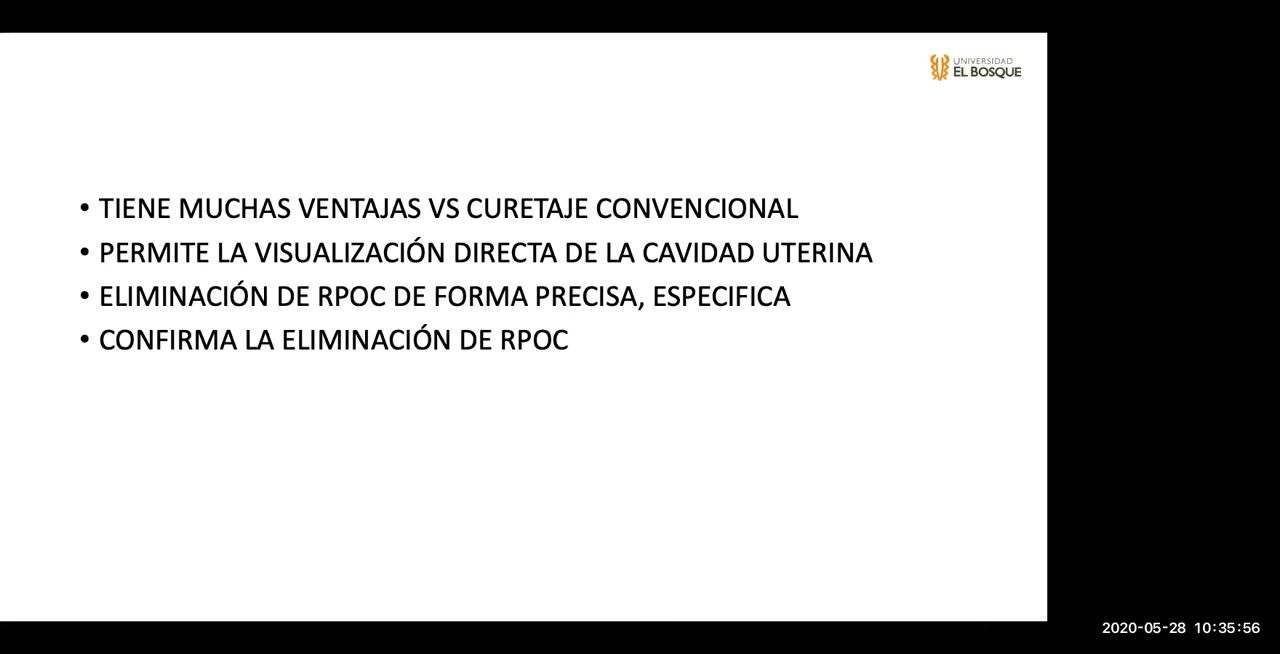 UNIVERSIDAD
EL BOSQUE
• TIENE MUCHAS VENTAJAS VS CURETAJE CONVENCIONAL
• PERMITE LA VISUALIZACIÓN DIRECTA DE LA CAVIDAD UTERINA
• ELIMINACIÓN DE RPOC DE FORMA PRECISA, ESPECIFICA
• CONFIRMA LA ELIMINACIÓN DE RPOC
2020-05-28 10:35:56